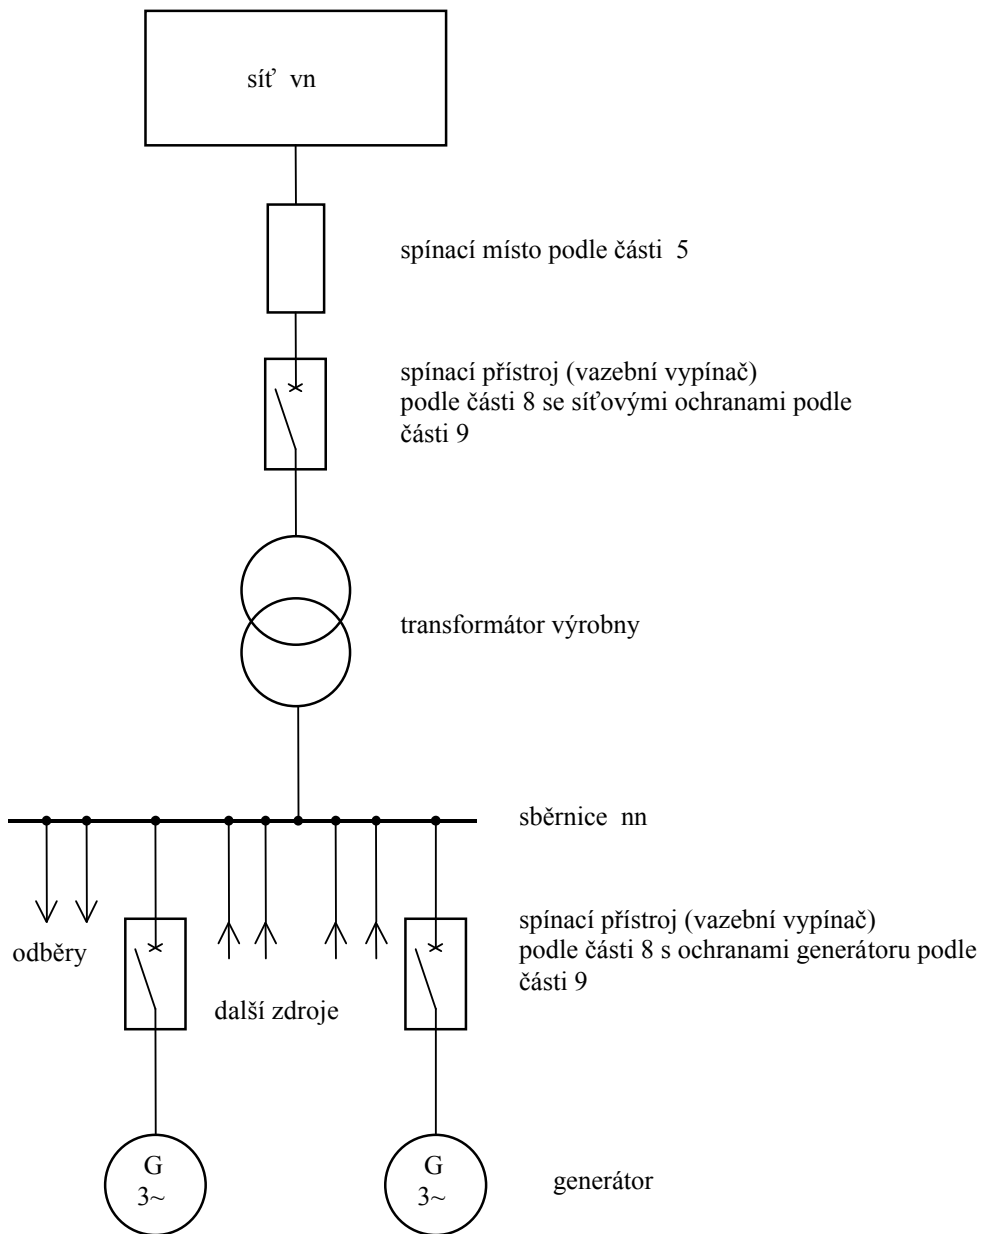 síť vn
spínací místo podle části 5
spínací přístroj (vazební vypínač)
podle části 8 se síťovými ochranami podle
části 9
transformátor výrobny
sběrnice nn
spínací přístroj (vazební vypínač)
podle části 8 s ochranami generátoru podle
části 9
odběry
další zdroje
G
3~
G
3~
generátor